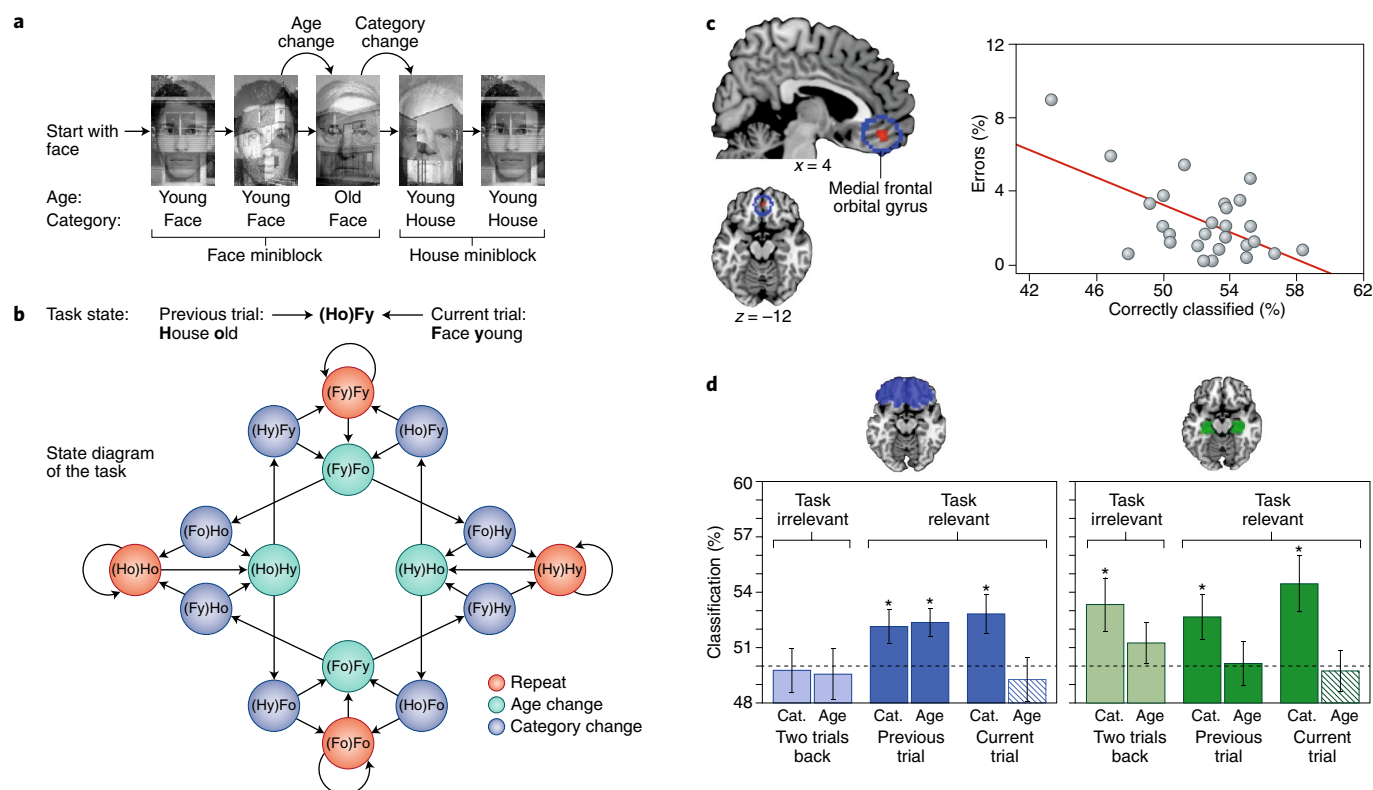 a
Age change
Category change
Start with face
Age:
Young
Young
Old
Young
Young
Category:
Face
Face
Face
House
House
Face miniblock
House miniblock
b
Task state:
Previous trial:
House old
(Ho)Fy
Current trial:
Face young
State diagram
of the task
(Fy)Fy
(Hy)Fy
(Ho)Fy
(Fy)Fo
(Fo)Ho
(Fo)Hy
(Ho)Ho
(Ho)Hy
(Hy)Ho
(Hy)Hy
(Fy)Ho
(Fy)Hy
(Fo)Fy
(Hy)Fo
(Ho)Fo
(Fo)Fo
Repeat
Age change
Category change
c
x = 4
Medial frontal
orbital gyrus
z = −12
Errors (%)
12
8
4
0
42
46
50
54
58
62
Correctly classified (%)
d
Classification (%)
60
57
54
51
48
Task
irrelevant
Task
relevant
*
*
*
Cat.
Age
Cat.
Age
Cat.
Age
Two trials
back
Previous
trial
Current
trial
Task
irrelevant
Task
relevant
*
*
*
Cat.
Age
Cat.
Age
Cat.
Age
Two trials
back
Previous
trial
Current
trial